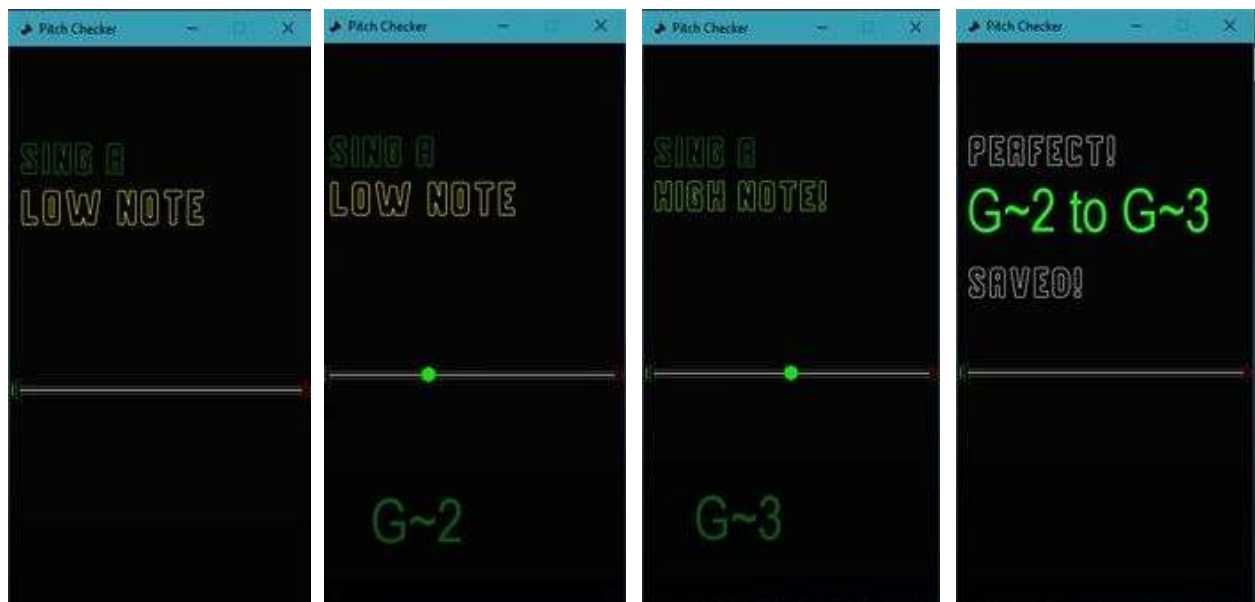 Pitch Checker
SING A
LOW NOTE
Pitch Checker
SING A
LOW NOTE
G~2
Pitch Checker
SING A
HIGH NOTE!
G~3
Pitch Checker
PERFECT!
G~2 to G~3
SAVED!